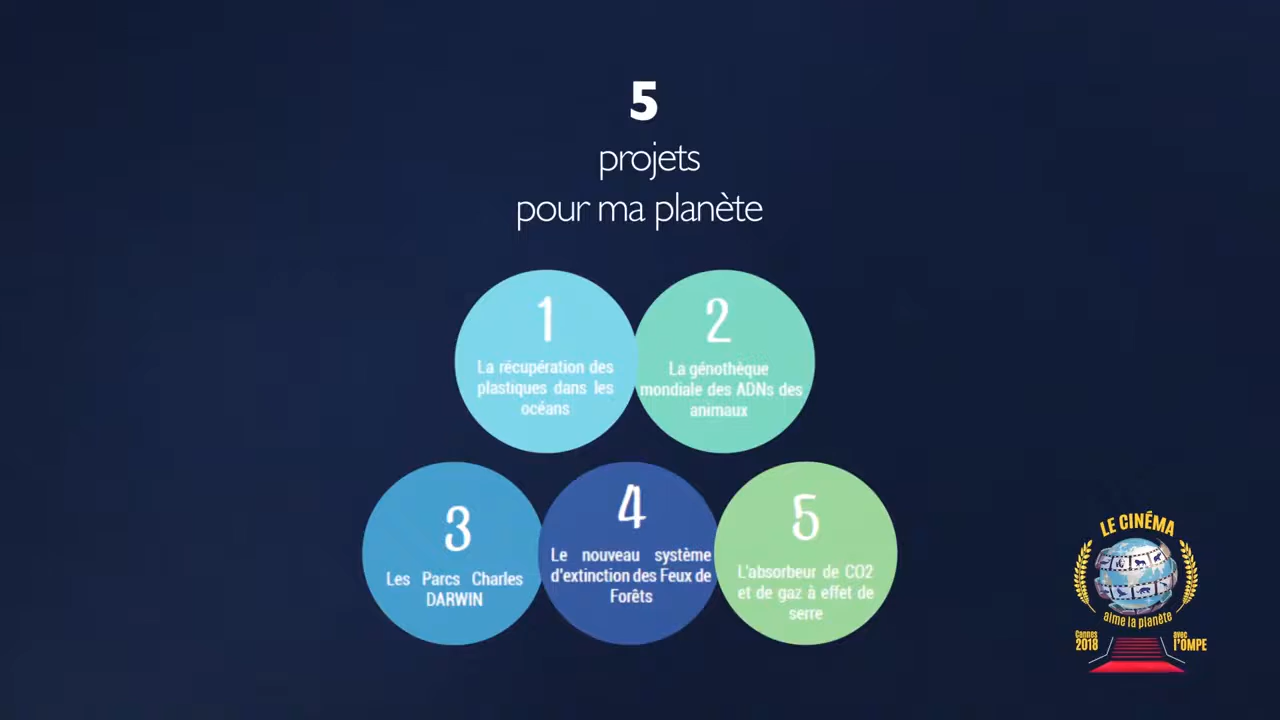 5
projets
pour ma planète
1
La récupération des
plastiques dans les
océans
2
La génothèque
mondiale des ADNs des
animaux
3
Les Parcs Charles
DARWIN
4
Le nouveau système
d'extinction des Feux de
Forêts
5
L'absorbeur de CO2
et de gaz à effet de
serre
LE CINÉMA
aime la planète
Cannes
2018
avec
l'OMPE